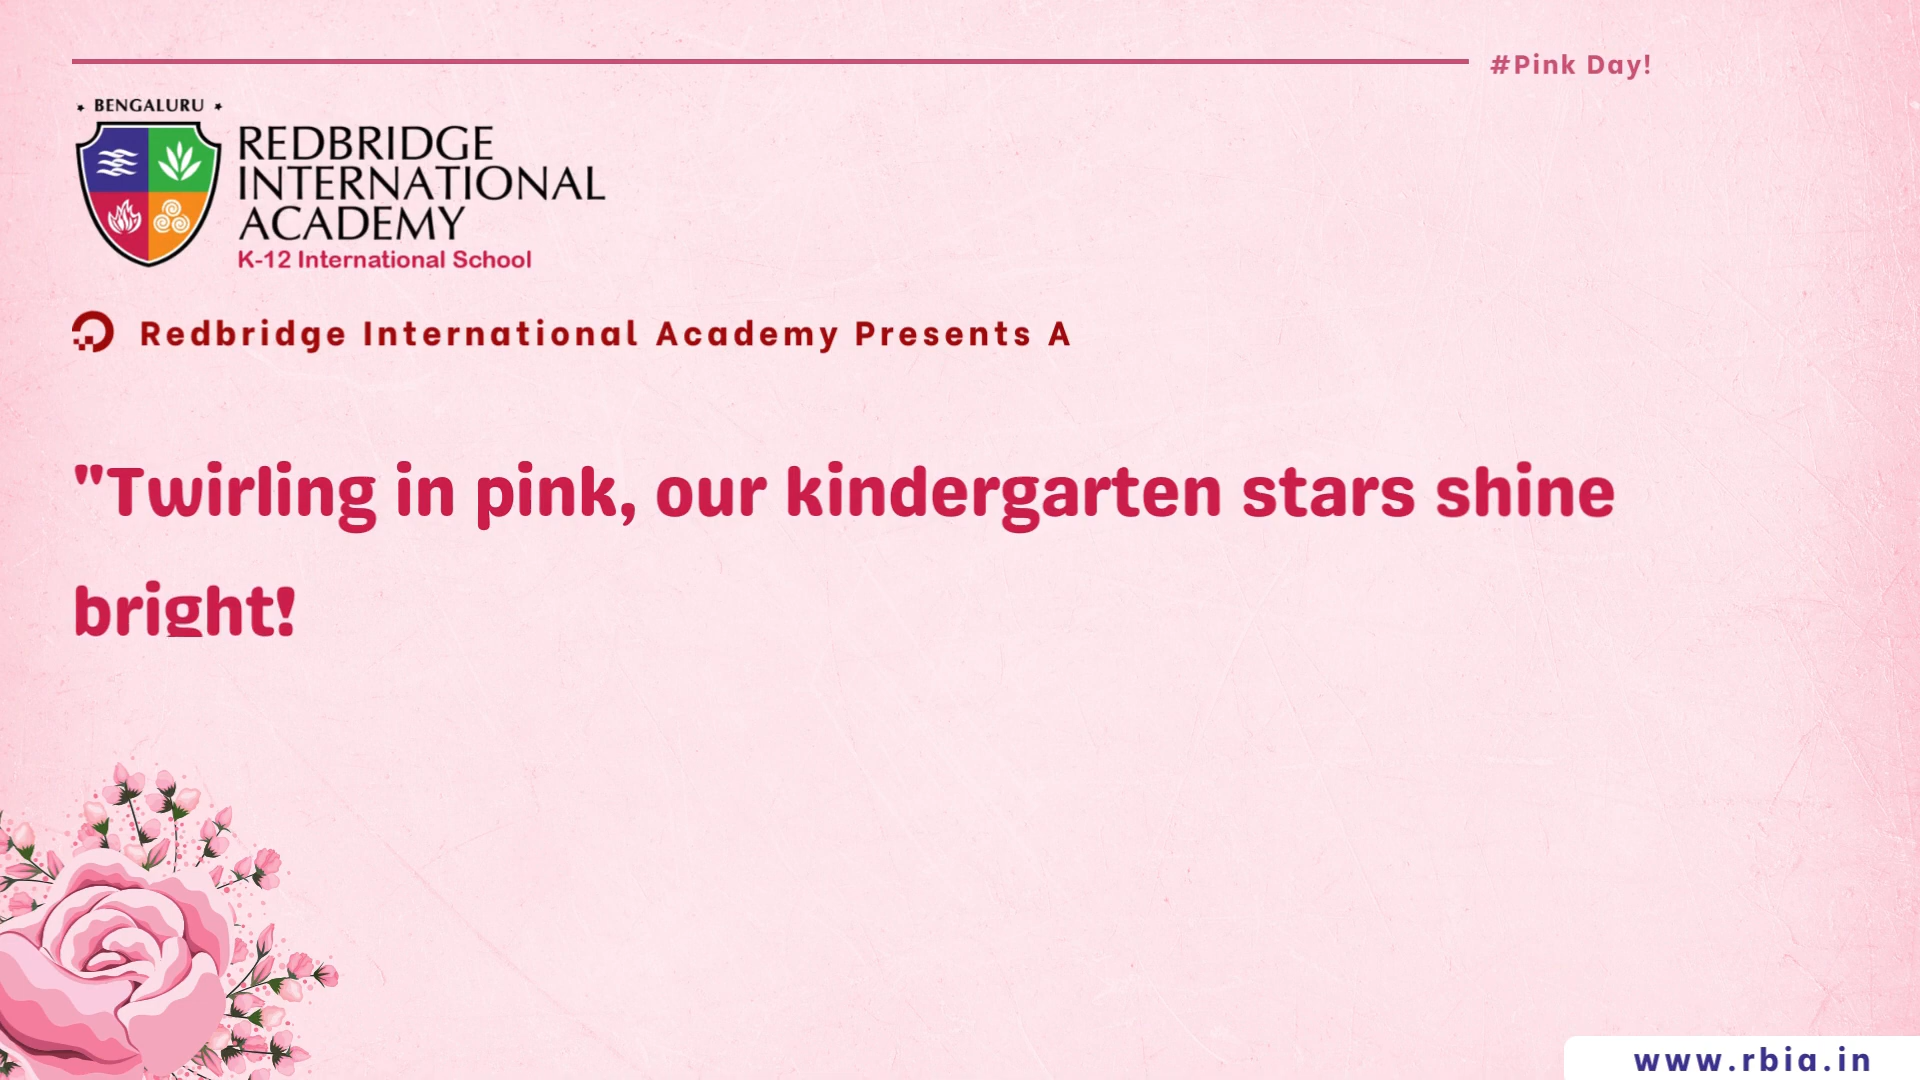 #Pink Day!
BENGALURU
REDBRIDGE
INTERNATIONAL
ACADEMY
K-12 International School
Redbridge International Academy Presents A
"Twirling in pink, our kindergarten stars shine
bright!
www.rbia.in